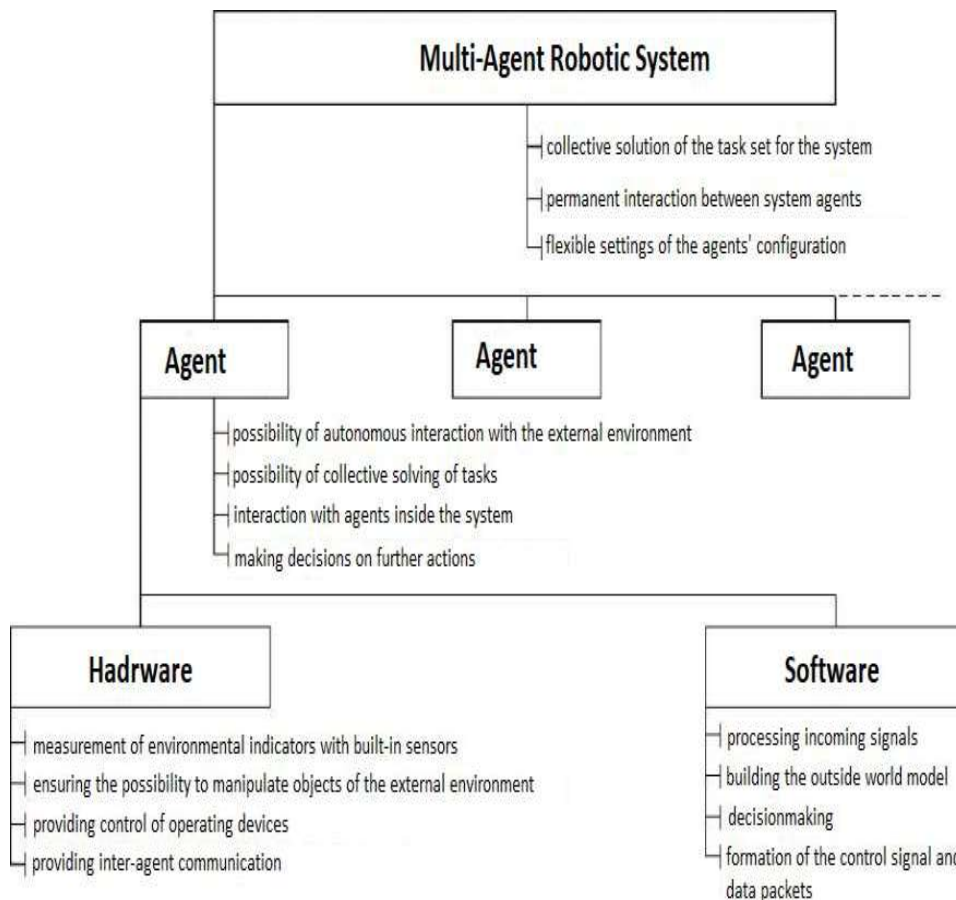 Multi-Agent Robotic System
collective solution of the task set for the system
permanent interaction between system agents
flexible settings of the agents' configuration
Agent
Agent
Agent
possibility of autonomous interaction with the external environment
possibility of collective solving of tasks
interaction with agents inside the system
making decisions on further actions
Hadrware
measurement of environmental indicators with built-in sensors
ensuring the possibility to manipulate objects of the external environment
providing control of operating devices
providing inter-agent communication
Software
processing incoming signals
building the outside world model
decisionmaking
formation of the control signal and
data packets